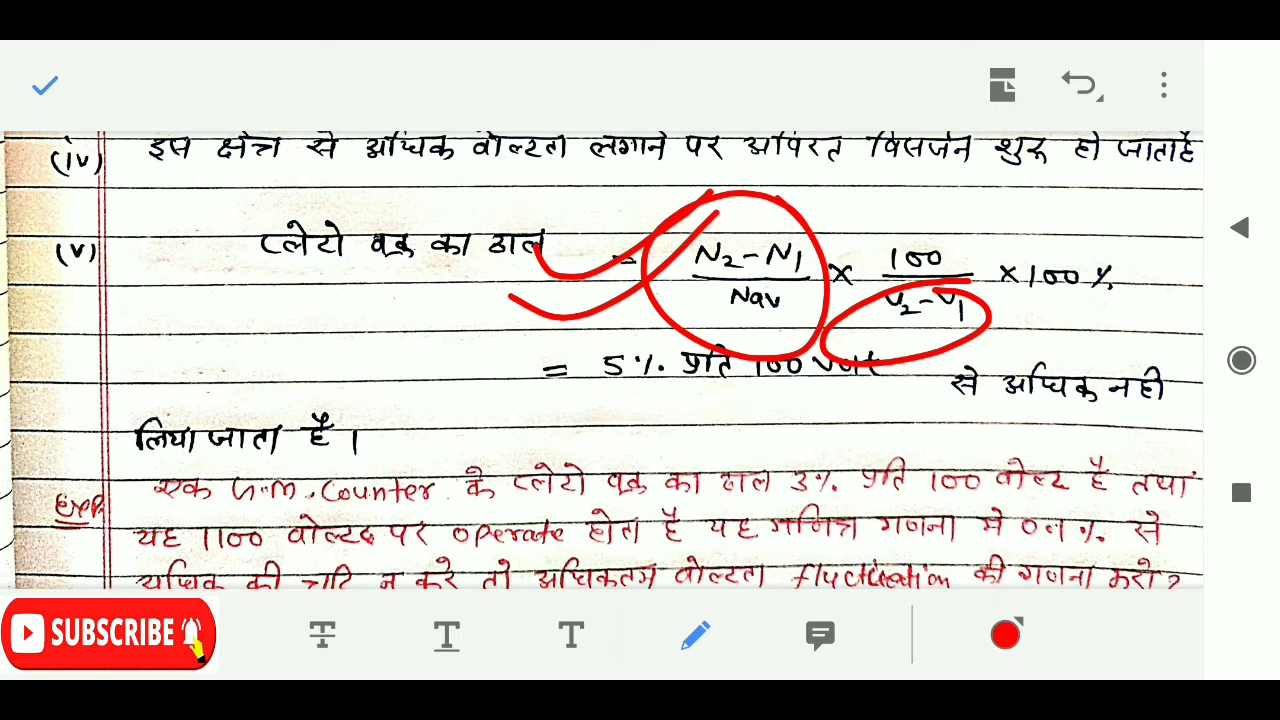 (iv) इस क्षेत्र से अधिक वोल्टता लगाने पर अविरत विसर्जन शुरू हो जाता है
(v) प्लेटो वक्र का ढाल = N₂-N₁/Nav × 100/V₂-V₁ × 100%
= 5% प्रति 100 Volt से अधिक नही
लिया जाता है।
एक G.M. Counter के प्लेटो वक्र का ढाल 3% प्रति 100 वोल्ट है तथा
यह 1100 वोल्ट पर operate होता है यह गणित्र गणना मे 0.1% से
अधिक की त्रुटि न करे तो अधिकतम वोल्टता fluctuation की गणना करो?
SUBSCRIBE
T T T